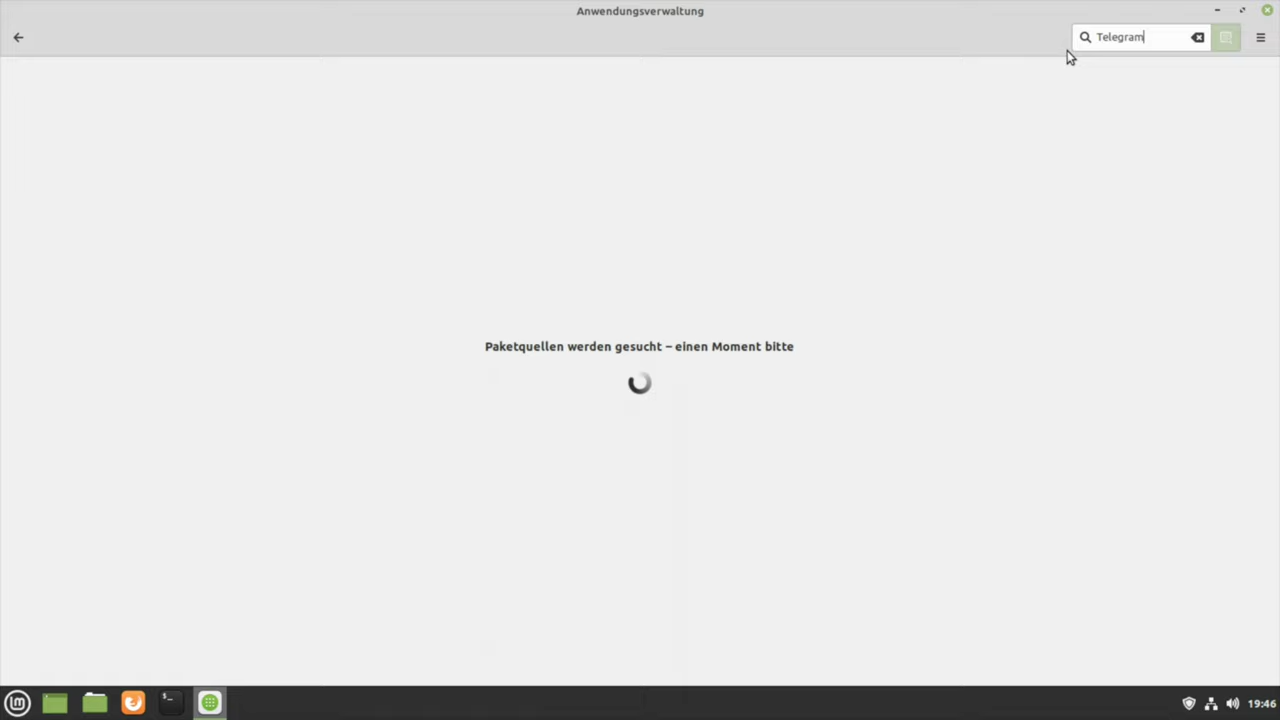 Anwendungsverwaltung
Telegram
Paketquellen werden gesucht – einen Moment bitte
19:46